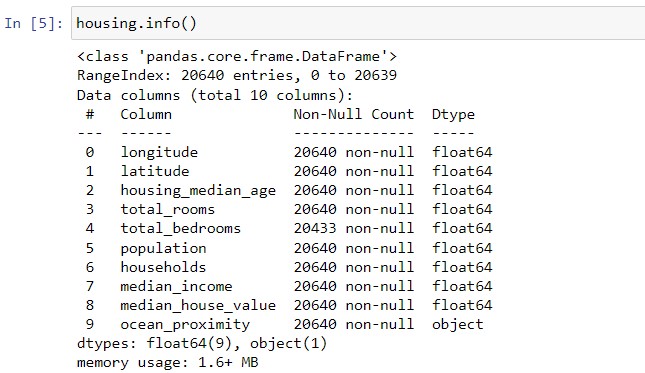 In [5]: housing.info()
<class 'pandas.core.frame.DataFrame'>
RangeIndex: 20640 entries, 0 to 20639
Data columns (total 10 columns):
 #   Column              Non-Null Count  Dtype
---  ------              --------------  -----
 0   longitude           20640 non-null  float64
 1   latitude            20640 non-null  float64
 2   housing_median_age  20640 non-null  float64
 3   total_rooms         20640 non-null  float64
 4   total_bedrooms      20433 non-null  float64
 5   population          20640 non-null  float64
 6   households          20640 non-null  float64
 7   median_income       20640 non-null  float64
 8   median_house_value  20640 non-null  float64
 9   ocean_proximity     20640 non-null  object
dtypes: float64(9), object(1)
memory usage: 1.6+ MB